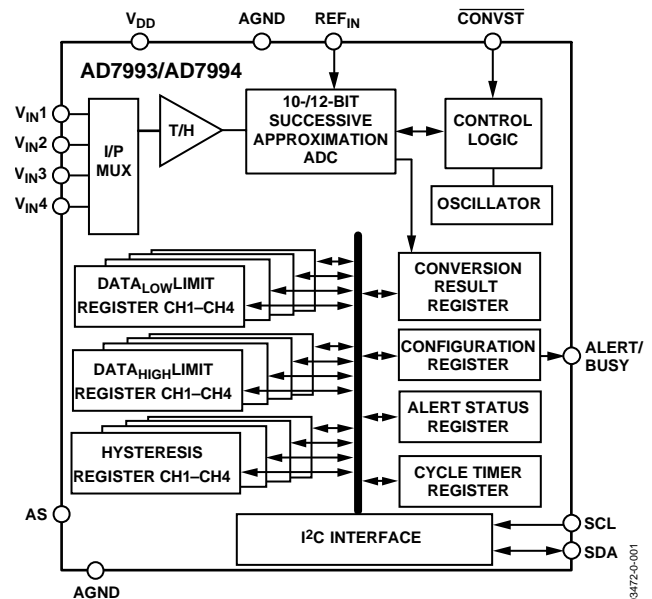 VDD
AGND
REFIN
CONVST
AD7993/AD7994
VIN1
VIN2
VIN3
VIN4
I/P
MUX
T/H
10-/12-BIT
SUCCESSIVE
APPROXIMATION
ADC
CONTROL
LOGIC
OSCILLATOR
DATALOWLIMIT
REGISTER CH1–CH4
CONVERSION
RESULT
REGISTER
DATAHIGHLIMIT
REGISTER CH1–CH4
CONFIGURATION
REGISTER
ALERT/
BUSY
ALERT STATUS
REGISTER
HYSTERESIS
REGISTER CH1–CH4
CYCLE TIMER
REGISTER
AS
I2C INTERFACE
SCL
SDA
AGND
03472-0-001